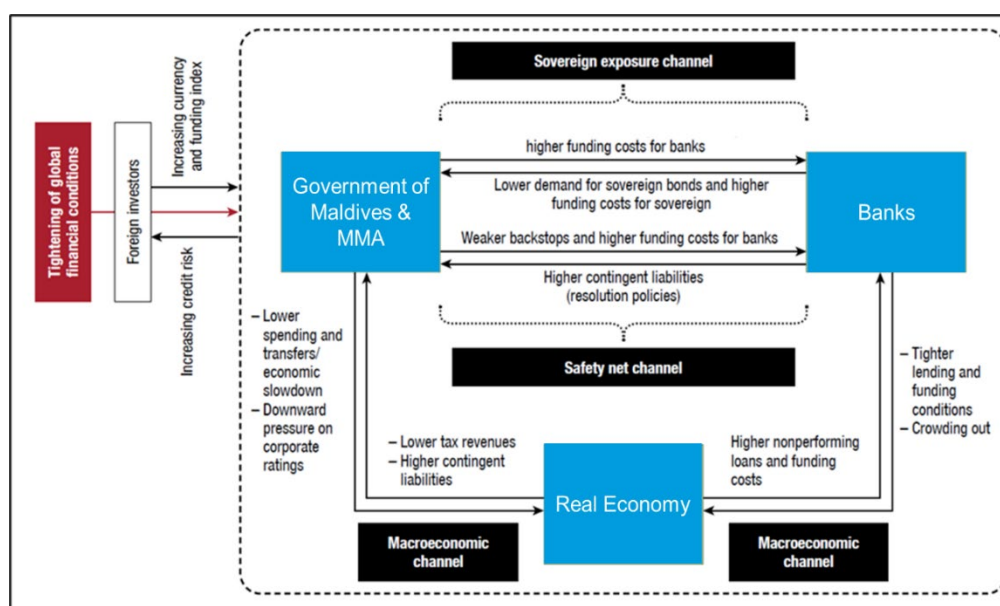 Sovereign exposure channel
Tightening of global
financial conditions
Foreign investors
Increasing currency
and funding index
Increasing credit risk
Government of
Maldives &
MMA
higher funding costs for banks
Lower demand for sovereign bonds and higher
funding costs for sovereign
Weaker backstops and higher funding costs for banks
Higher contingent liabilities
(resolution policies)
Banks
Safety net channel
– Lower
spending and
transfers/
economic
slowdown
– Downward
pressure on
corporate
ratings
– Lower tax revenues
– Higher contingent
liabilities
Real Economy
Higher nonperforming
loans and funding
costs
– Tighter
lending and
funding
conditions
– Crowding out
Macroeconomic
channel
Macroeconomic
channel